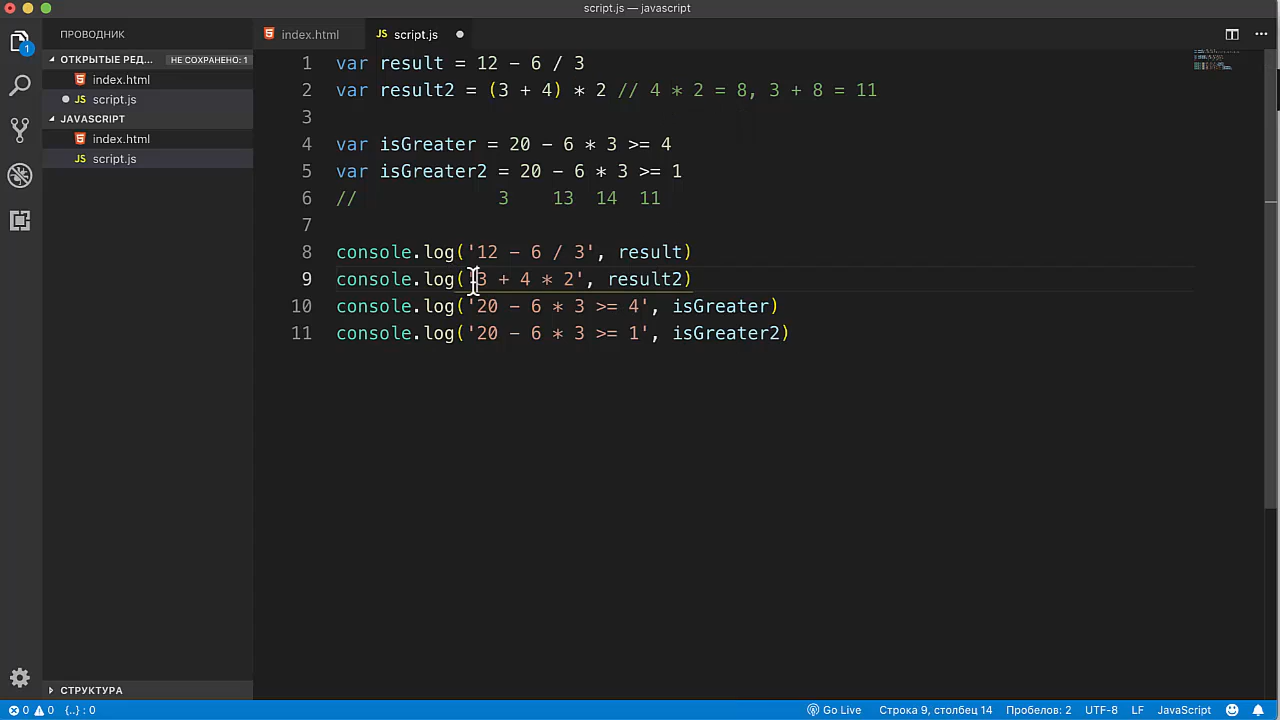 script.js — javascript
ПРОВОДНИК
ОТКРЫТЫЕ РЕД... НЕ СОХРАНЕНО: 1
index.html
JS script.js
JAVASCRIPT
index.html
JS script.js
СТРУКТУРА
1
index.html
JS script.js
1 var result = 12 - 6 / 3
2 var result2 = (3 + 4) * 2 // 4 * 2 = 8, 3 + 8 = 11
3
4 var isGreater = 20 - 6 * 3 >= 4
5 var isGreater2 = 20 - 6 * 3 >= 1
6 // 3 13 14 11
7
8 console.log('12 - 6 / 3', result)
9 console.log('3 + 4 * 2', result2)
10 console.log('20 - 6 * 3 >= 4', isGreater)
11 console.log('20 - 6 * 3 >= 1', isGreater2)
0 0 {..} : 0 Go Live Строка 9, столбец 14 Пробелов: 2 UTF-8 LF JavaScript